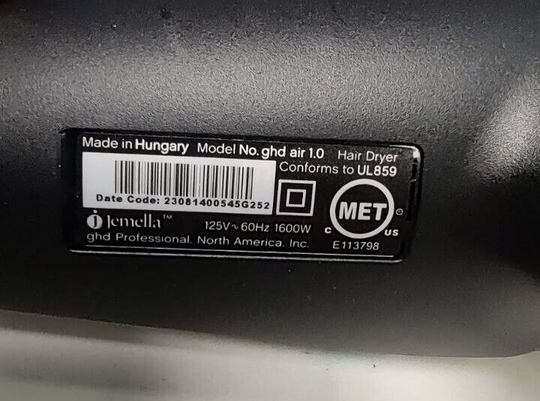 Made in Hungary Model No. ghd air 1.0 Hair Dryer
Conforms to UL859
Date Code: 23081400545G252
MET
C US
Jemella™ 125V~60Hz 1600W
ghd Professional. North America. Inc. E113798